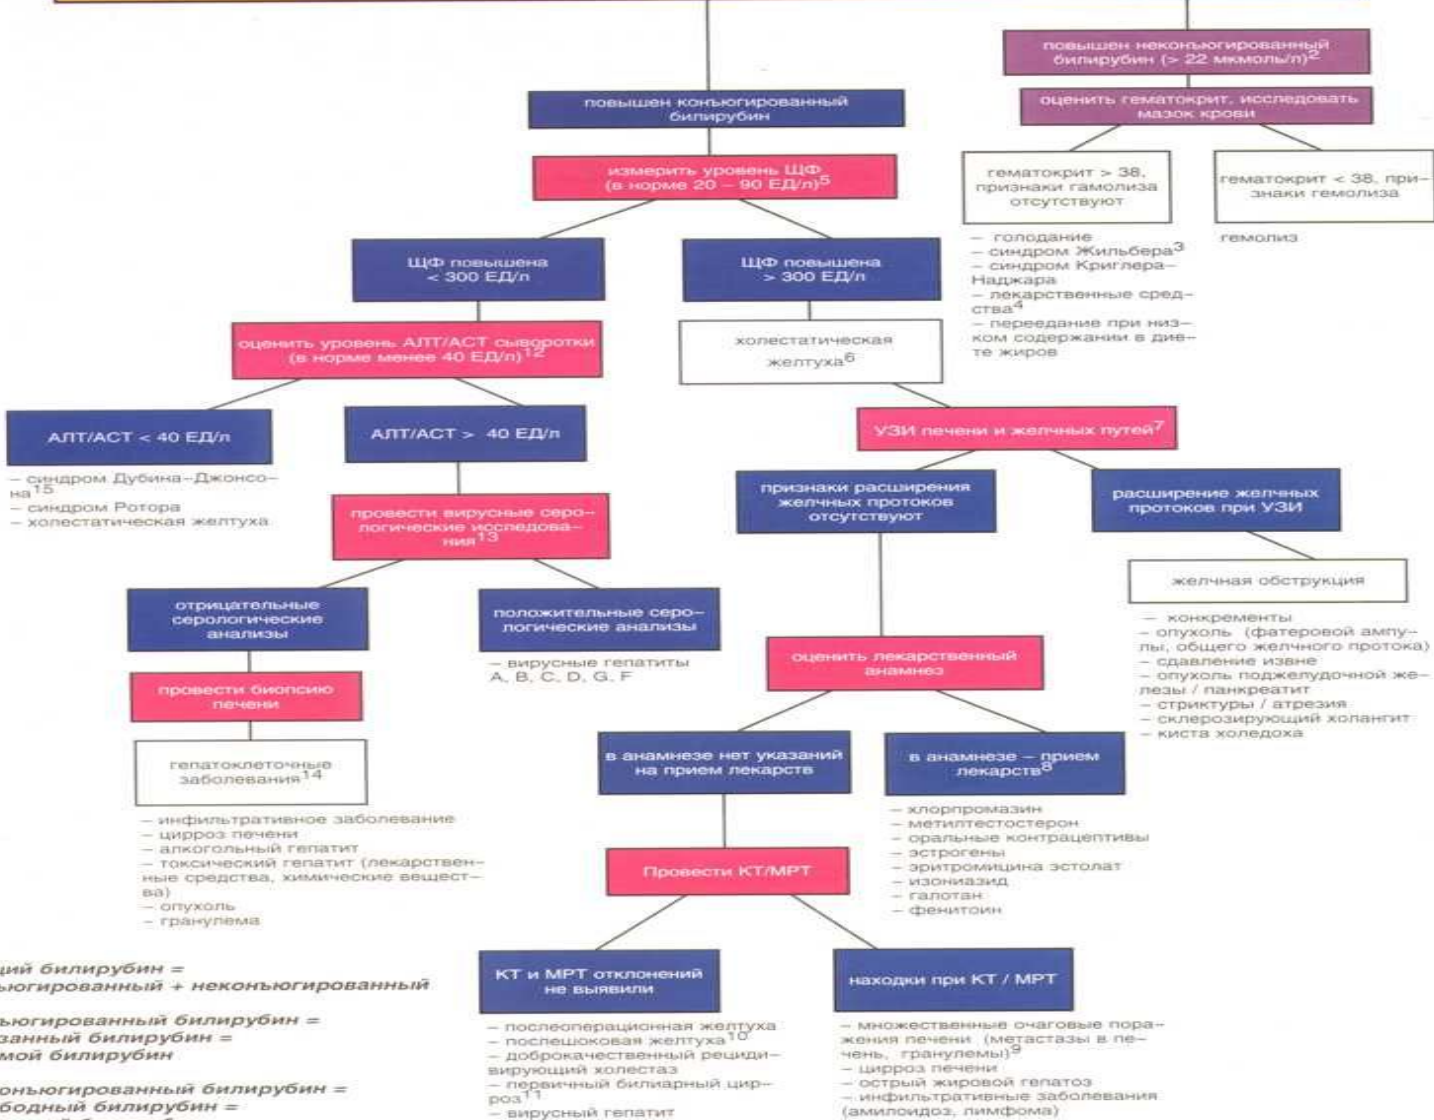 повышен неконъюгированный
билирубин (> 22 мкмоль/л)2
оценить гематокрит, исследовать
мазок крови
гематокрит > 38,
признаки гамолиза
отсутствуют
– голодание
– синдром Жильбера3
– синдром Криглера–
Наджара
– лекарственные сред–
ства4
– переедание при низ–
ком содержании в дие–
те жиров
гематокрит < 38, при–
знаки гемолиза
гемолиз
повышен конъюгированный
билирубин
измерить уровень ЩФ
(в норме 20 – 90 ЕД/л)5
ЩФ повышена
< 300 ЕД/л
ЩФ повышена
> 300 ЕД/л
оценить уровень АЛТ/АСТ сыворотки
(в норме менее 40 ЕД/л)12
холестатическая
желтуха6
АЛТ/АСТ < 40 ЕД/л
– синдром Дубина–Джонсо–
на15
– синдром Ротора
– холестатическая желтуха
АЛТ/АСТ > 40 ЕД/л
провести вирусные серо–
логические исследова–
ния13
отрицательные
серологические
анализы
положительные серо–
логические анализы
– вирусные гепатиты
A, B, C, D, G, F
провести биопсию
печени
гепатоклеточные
заболевания14
– инфильтративное заболевание
– цирроз печени
– алкогольный гепатит
– токсический гепатит (лекарствен–
ные средства, химические вещест–
ва)
– опухоль
– гранулема
УЗИ печени и желчных путей7
признаки расширения
желчных протоков
отсутствуют
расширение желчных
протоков при УЗИ
желчная обструкция
– конкременты
– опухоль (фатеровой ампу–
лы, общего желчного протока)
– сдавление извне
– опухоль поджелудочной же–
лезы / панкреатит
– стриктуры / атрезия
– склерозирующий холангит
– киста холедоха
оценить лекарственный
анамнез
в анамнезе нет указаний
на прием лекарств
в анамнезе – прием
лекарств8
– хлорпромазин
– метилтестостерон
– оральные контрацептивы
– эстрогены
– эритромицина эстолат
– изониазид
– галотан
– фенитоин
Провести КТ/МРТ
КТ и МРТ отклонений
не выявили
– послеоперационная желтуха
– послешоковая желтуха10
– доброкачественный рециди–
вирующий холестаз
– первичный билиарный цир–
роз11
– вирусный гепатит
находки при КТ / МРТ
– множественные очаговые пора–
жения печени (метастазы в пе–
чень, гранулемы)9
– цирроз печени
– острый жировой гепатоз
– инфильтративные заболевания
(амилоидоз, лимфома)
щий билирубин =
ъюгированный + неконъюгированный
ъюгированный билирубин =
занный билирубин =
мой билирубин
онъюгированный билирубин =
бодный билирубин =